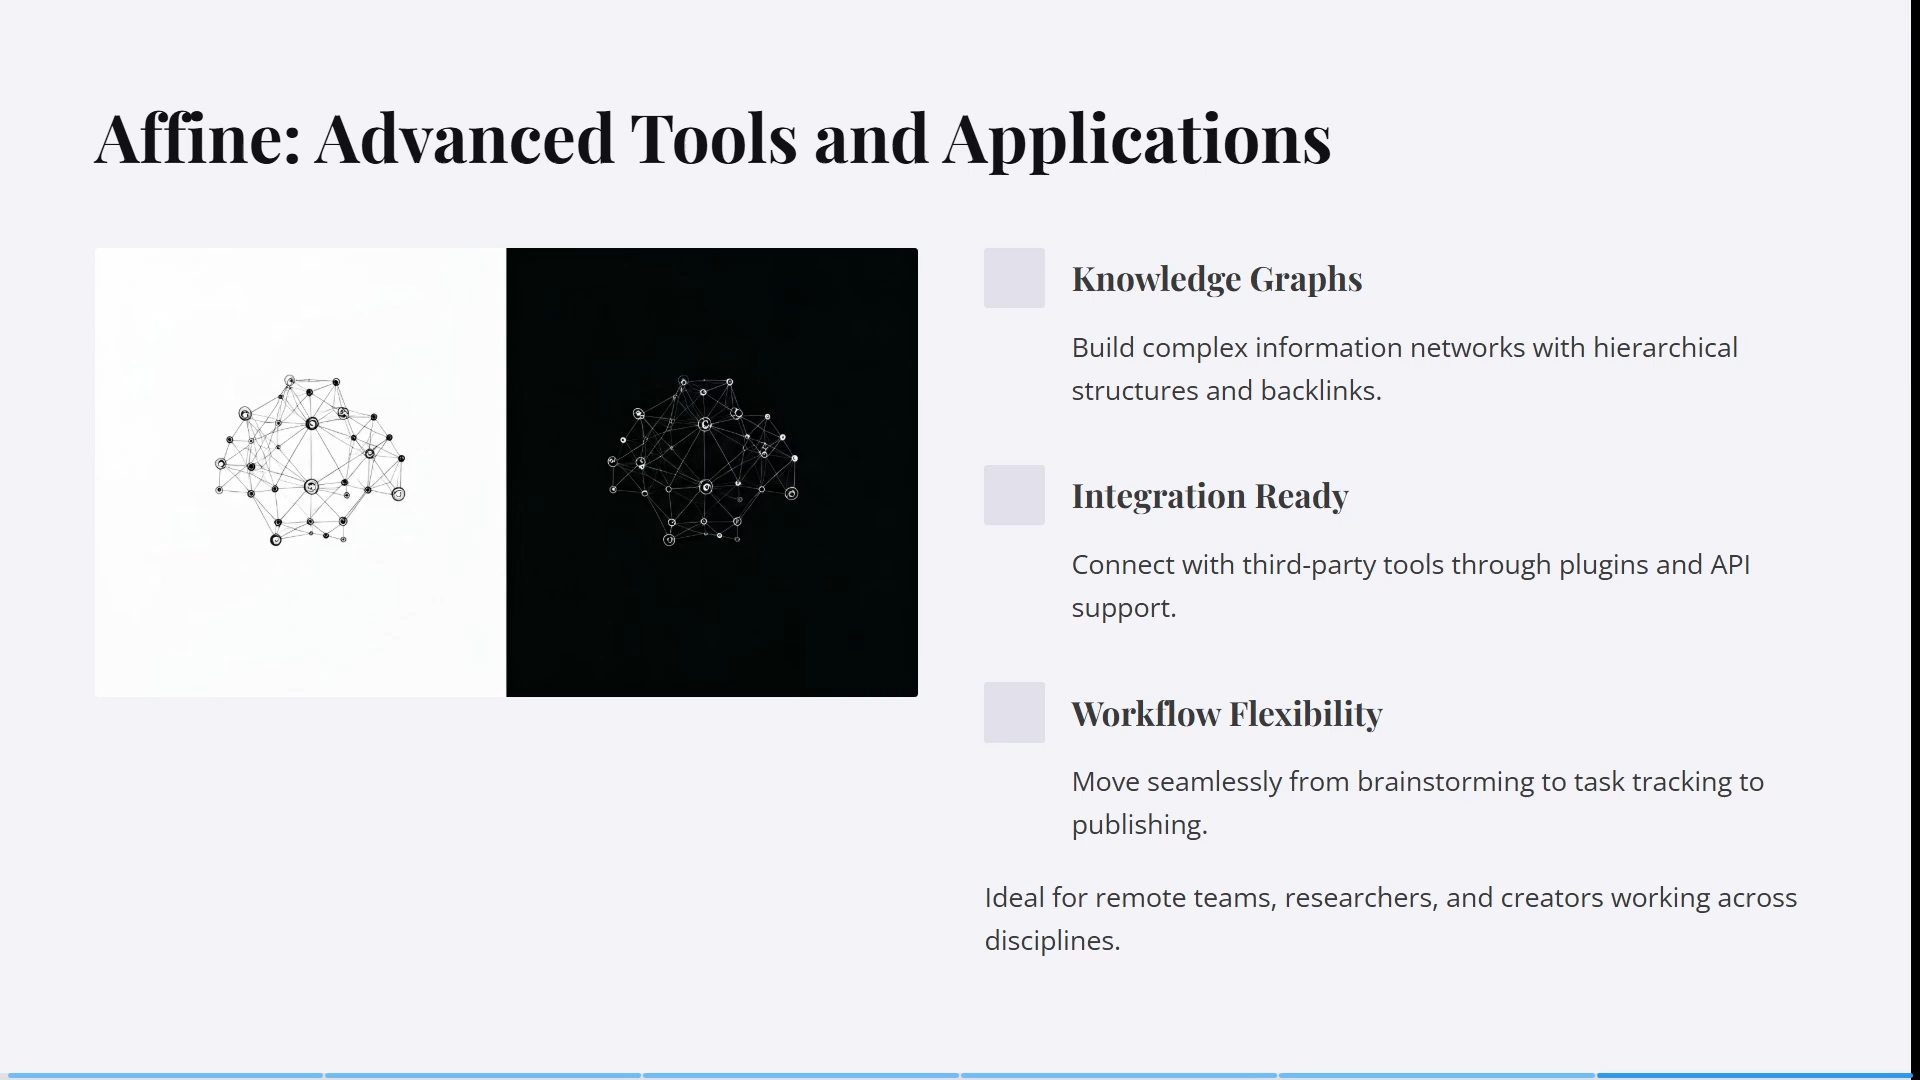 Affine: Advanced Tools and Applications
Knowledge Graphs
Build complex information networks with hierarchical
structures and backlinks.
Integration Ready
Connect with third-party tools through plugins and API
support.
Workflow Flexibility
Move seamlessly from brainstorming to task tracking to
publishing.
Ideal for remote teams, researchers, and creators working across
disciplines.